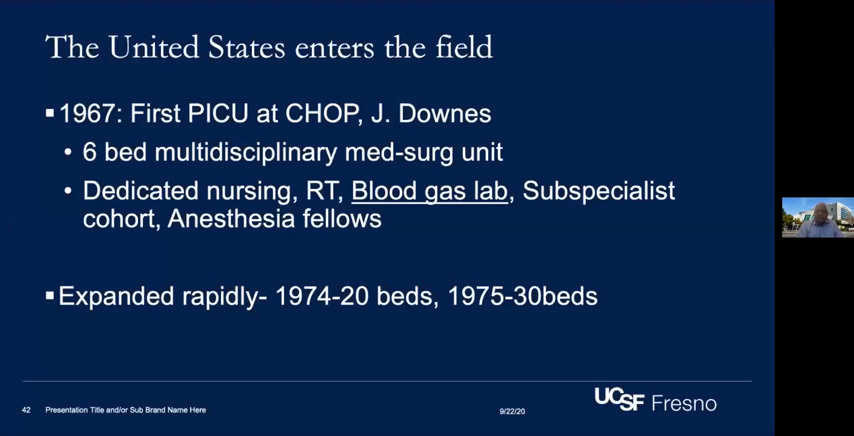 The United States enters the field
▪1967: First PICU at CHOP, J. Downes
• 6 bed multidisciplinary med-surg unit
• Dedicated nursing, RT, Blood gas lab, Subspecialist
cohort, Anesthesia fellows
▪Expanded rapidly- 1974-20 beds, 1975-30beds
42 Presentation Title and/or Sub Brand Name Here
9/22/20
UCSF Fresno